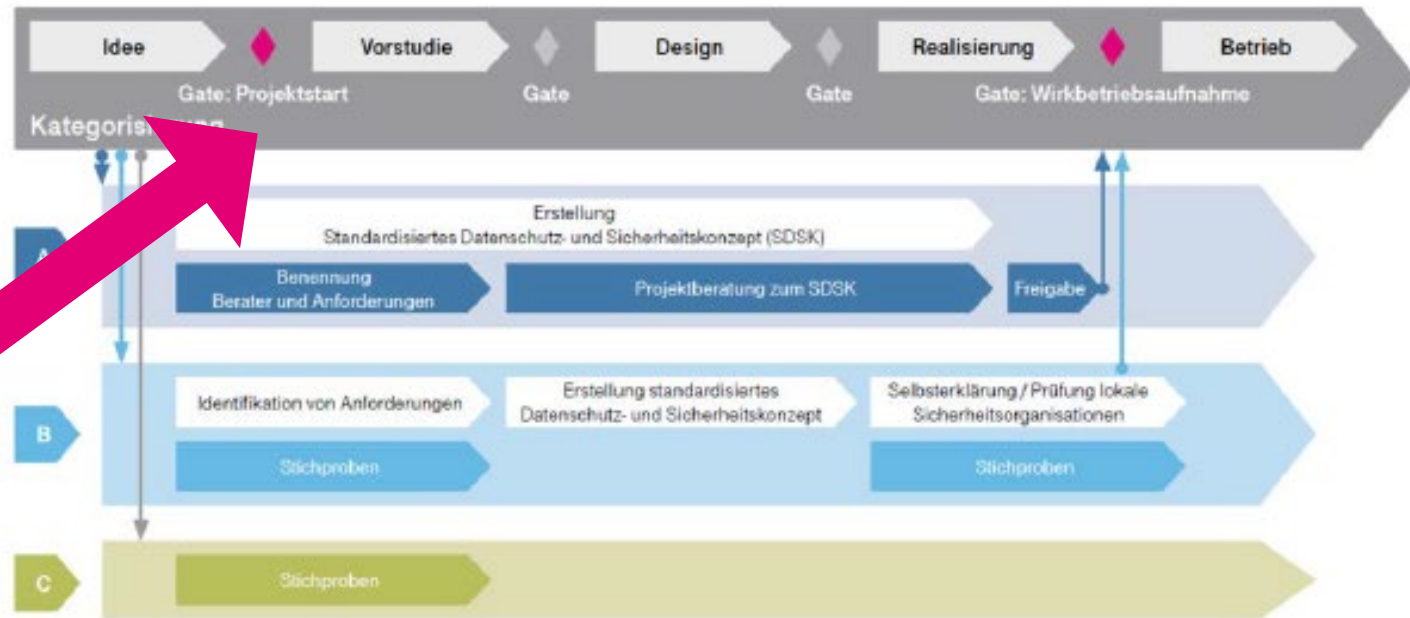 Idee
Vorstudie
Design
Realisierung
Betrieb
Gate: Projektstart
Gate
Gate
Gate: Wirkbetriebsaufnahme
Erstellung
Standardisiertes Datenschutz- und Sicherheitskonzept (SDSK)
A
Benennung
Berater und Anforderungen
Projektberatung zum SDSK
Freigabe
B
Identifikation von Anforderungen
Erstellung standardisiertes
Datenschutz- und Sicherheitskonzept
Selbsterklärung / Prüfung lokale
Sicherheitsorganisationen
Stichproben
Stichproben
C
Stichproben